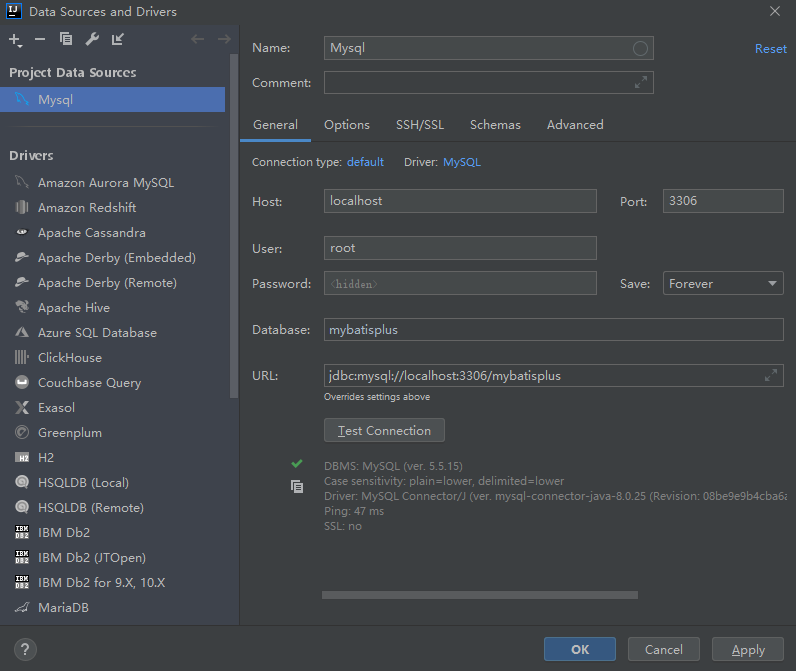 Data Sources and Drivers
Project Data Sources
Mysql
Drivers
Amazon Aurora MySQL
Amazon Redshift
Apache Cassandra
Apache Derby (Embedded)
Apache Derby (Remote)
Apache Hive
Azure SQL Database
ClickHouse
Couchbase Query
Exasol
Greenplum
H2
HSQLDB (Local)
HSQLDB (Remote)
IBM Db2
IBM Db2 (JTOpen)
IBM Db2 for 9.X, 10.X
MariaDB
Name: Mysql Reset
Comment:
General Options SSH/SSL Schemas Advanced
Connection type: default Driver: MySQL
Host: localhost Port: 3306
User: root
Password: <hidden> Save: Forever
Database: mybatisplus
URL: jdbc:mysql://localhost:3306/mybatisplus
Overrides settings above
Test Connection
DBMS: MySQL (ver. 5.5.15)
Case sensitivity: plain=lower, delimited=lower
Driver: MySQL Connector/J (ver. mysql-connector-java-8.0.25 (Revision: 08be9e9b4cba6a
Ping: 47 ms
SSL: no
? OK Cancel Apply